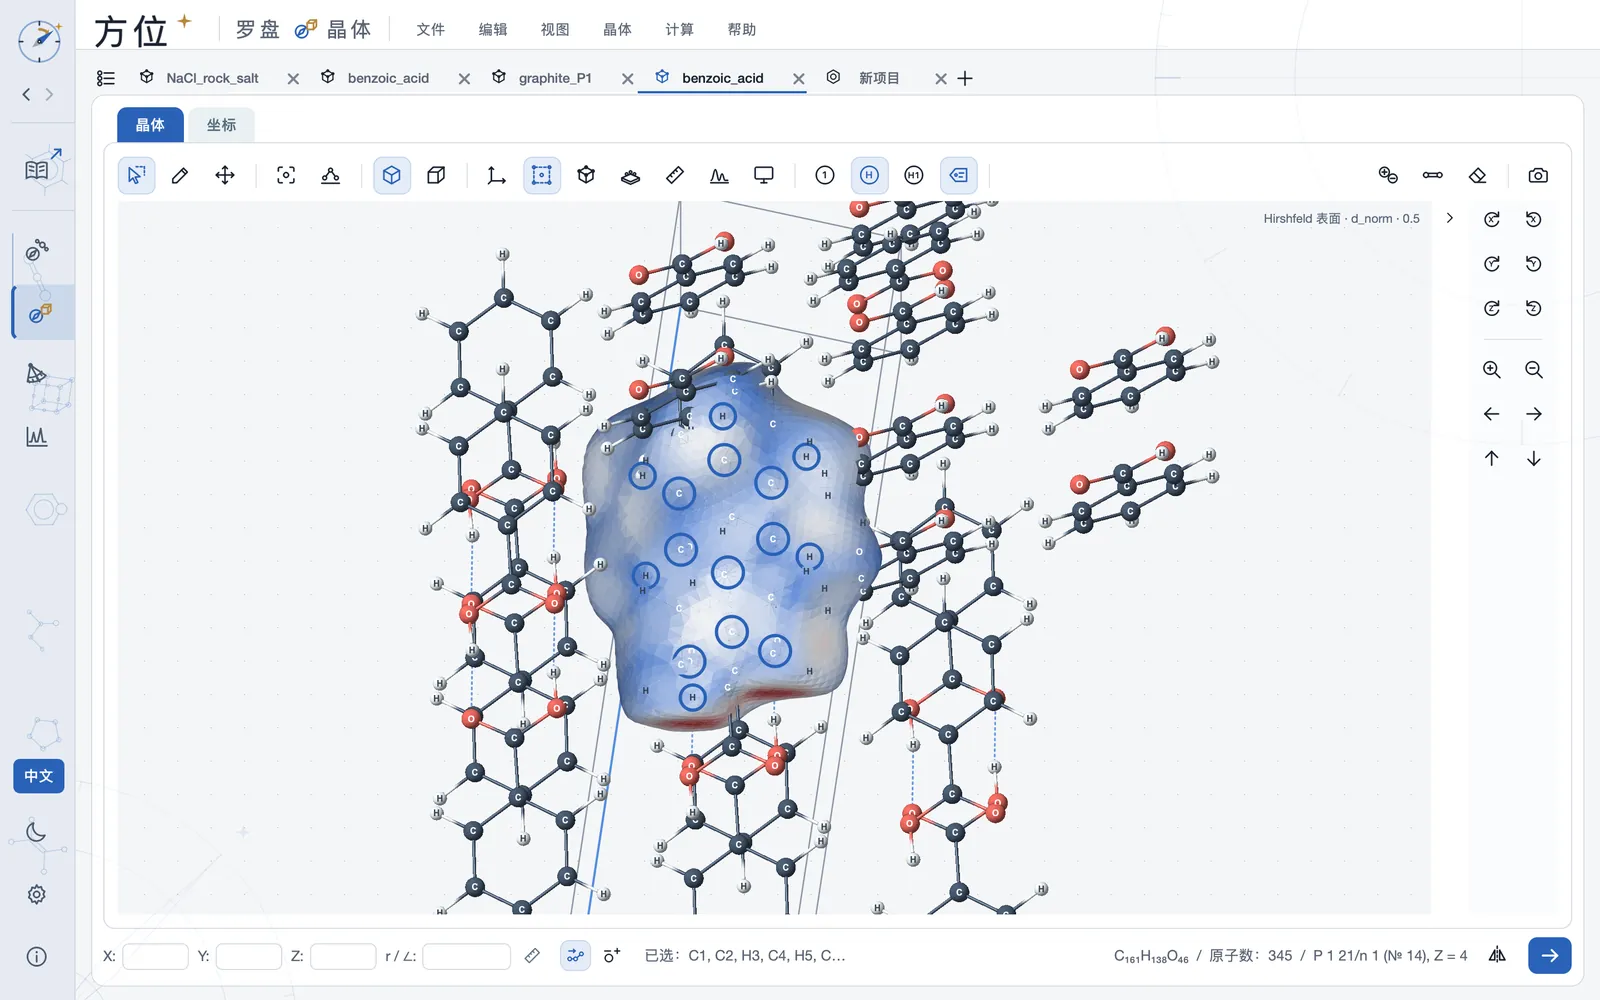 方位
罗盘 晶体
文件 编辑 视图 晶体 计算 帮助
NaCl_rock_salt
benzoic_acid
graphite_P1
benzoic_acid
新项目
晶体 坐标
1 H H1
Hirshfeld 表面 · d_norm · 0.5
中文
X: Y: Z: r / ∠:
已选: C1, C2, H3, C4, H5, C...
C₁₆₁H₁₃₈O₄₆ / 原子数: 345 / P 1 21/n 1 (№ 14), Z = 4